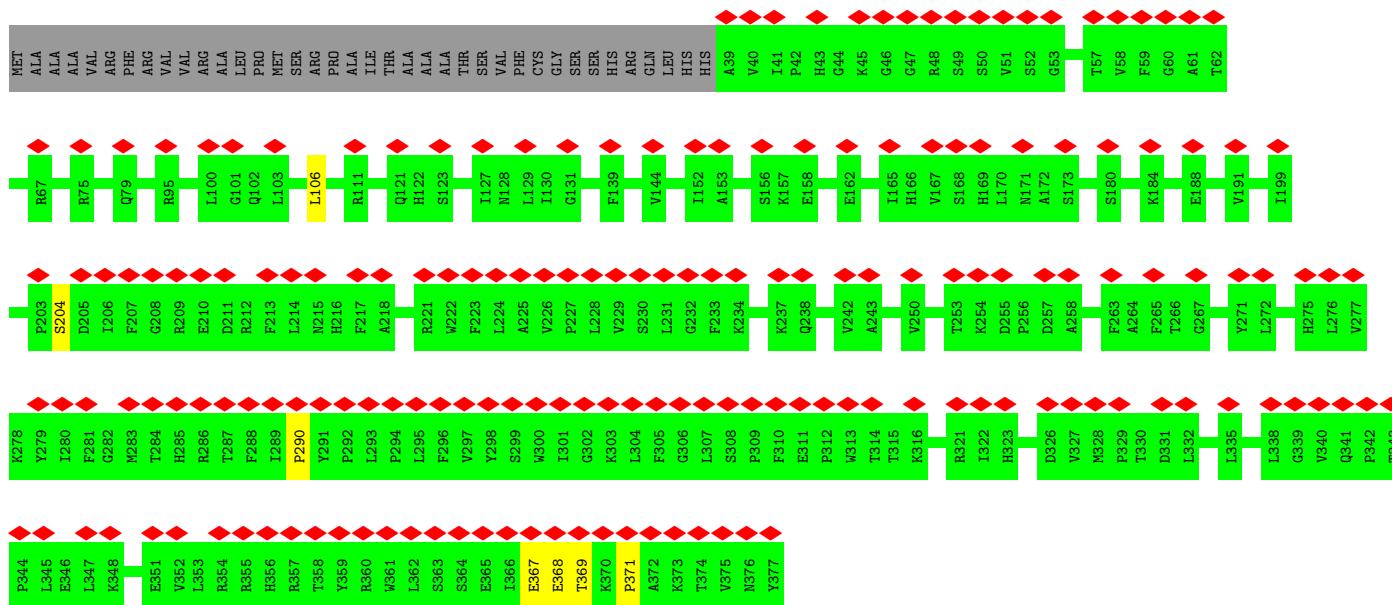 MET ALA ALA ALA VAL ARG PHE ARG VAL VAL ARG ALA LEU PRO MET SER ARG PRO ALA ILE THR ALA ALA ALA THR SER VAL PHE CYS GLY SER SER HIS ARG GLN LEU HIS HIS A39 V40 I41 P42 H43 G44 K45 G46 G47 R48 S49 S50 V51 S52 G53 T57 V58 F59 G60 A61 T62
R67 R75 Q79 R95 L100 G101 Q102 L103 L106 R111 Q121 H122 S123 I127 N128 L129 I130 G131 F139 V144 I152 A153 S156 K157 E158 E162 I165 H166 V167 S168 H169 L170 N171 A172 S173 S180 K184 E188 V191 I199
P203 S204 D205 I206 F207 G208 R209 E210 D211 R212 F213 L214 N215 H216 F217 A218 R221 W222 F223 L224 A225 V226 P227 L228 V229 S230 L231 G232 F233 K234 K237 Q238 V242 A243 V250 T253 K254 D255 P256 D257 A258 F263 A264 F265 T266 G267 Y271 L272 H275 L276 V277
K278 Y279 I280 F281 G282 M283 T284 H285 R286 T287 F288 I289 P290 Y291 P292 L293 P294 L295 F296 V297 Y298 S299 W300 I301 G302 K303 L304 F305 G306 L307 S308 P309 F310 E311 P312 W313 T314 T315 K316 R321 I322 H323 D326 V327 M328 P329 T330 D331 L332 L335 L338 G339 V340 Q341 P342
P344 L345 E346 L347 K348 E351 V352 L353 R354 R355 H356 R357 T358 Y359 R360 W361 L362 S363 S364 E365 I366 E367 E368 T369 K370 P371 A372 K373 T374 V375 N376 Y377